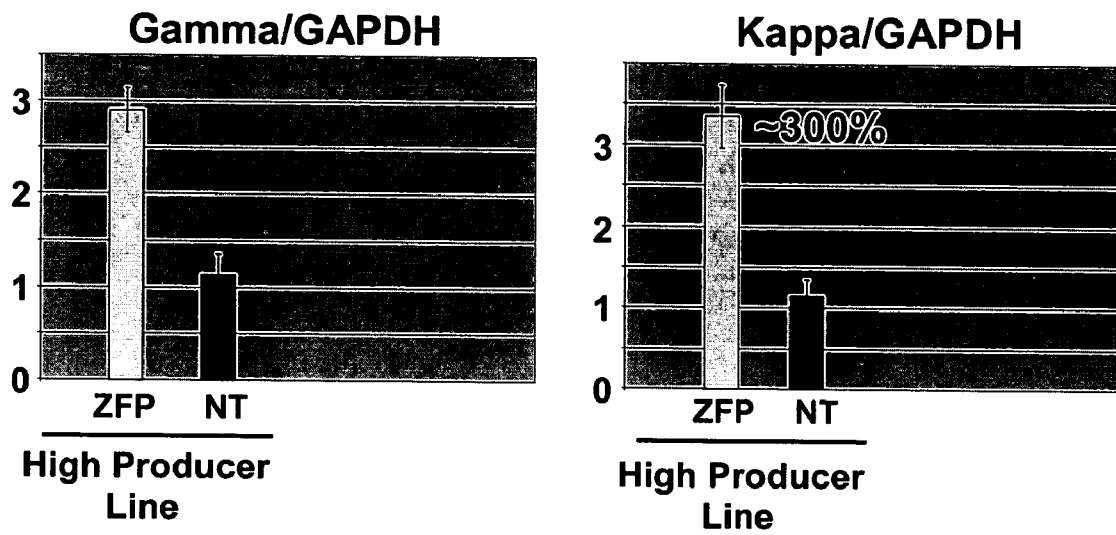 Gamma/GAPDH
3
2
1
0
ZFP NT
High Producer
Line
Kappa/GAPDH
~300%
3
2
1
0
ZFP NT
High Producer
Line